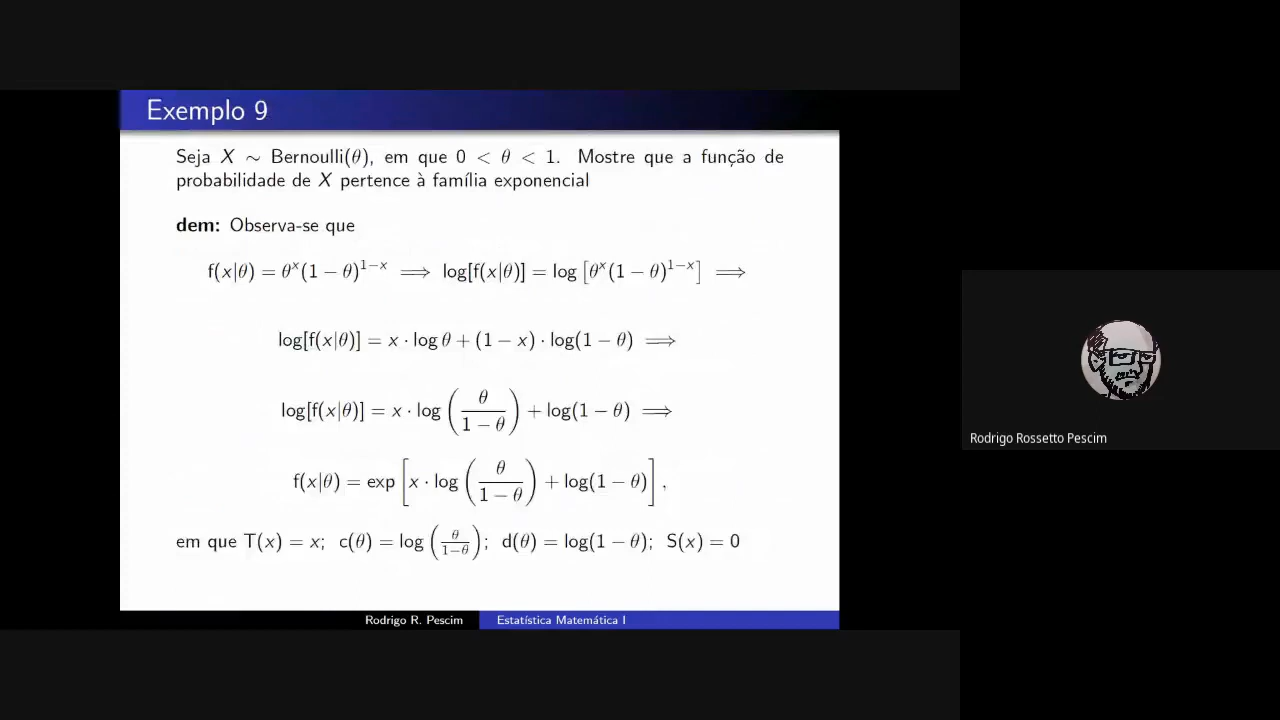 Exemplo 9
Seja X ∼ Bernoulli(θ), em que 0 < θ < 1. Mostre que a função de
probabilidade de X pertence à família exponencial
dem: Observa-se que
f(x|θ) = θ^x(1 − θ)^{1−x} ⟹ log[f(x|θ)] = log [θ^x(1 − θ)^{1−x}] ⟹
log[f(x|θ)] = x · log θ + (1 − x) · log(1 − θ) ⟹
log[f(x|θ)] = x · log (θ/(1 − θ)) + log(1 − θ) ⟹
f(x|θ) = exp [x · log (θ/(1 − θ)) + log(1 − θ)],
em que T(x) = x; c(θ) = log (θ/(1−θ)); d(θ) = log(1 − θ); S(x) = 0
Rodrigo R. Pescim Estatística Matemática I
Rodrigo Rossetto Pescim